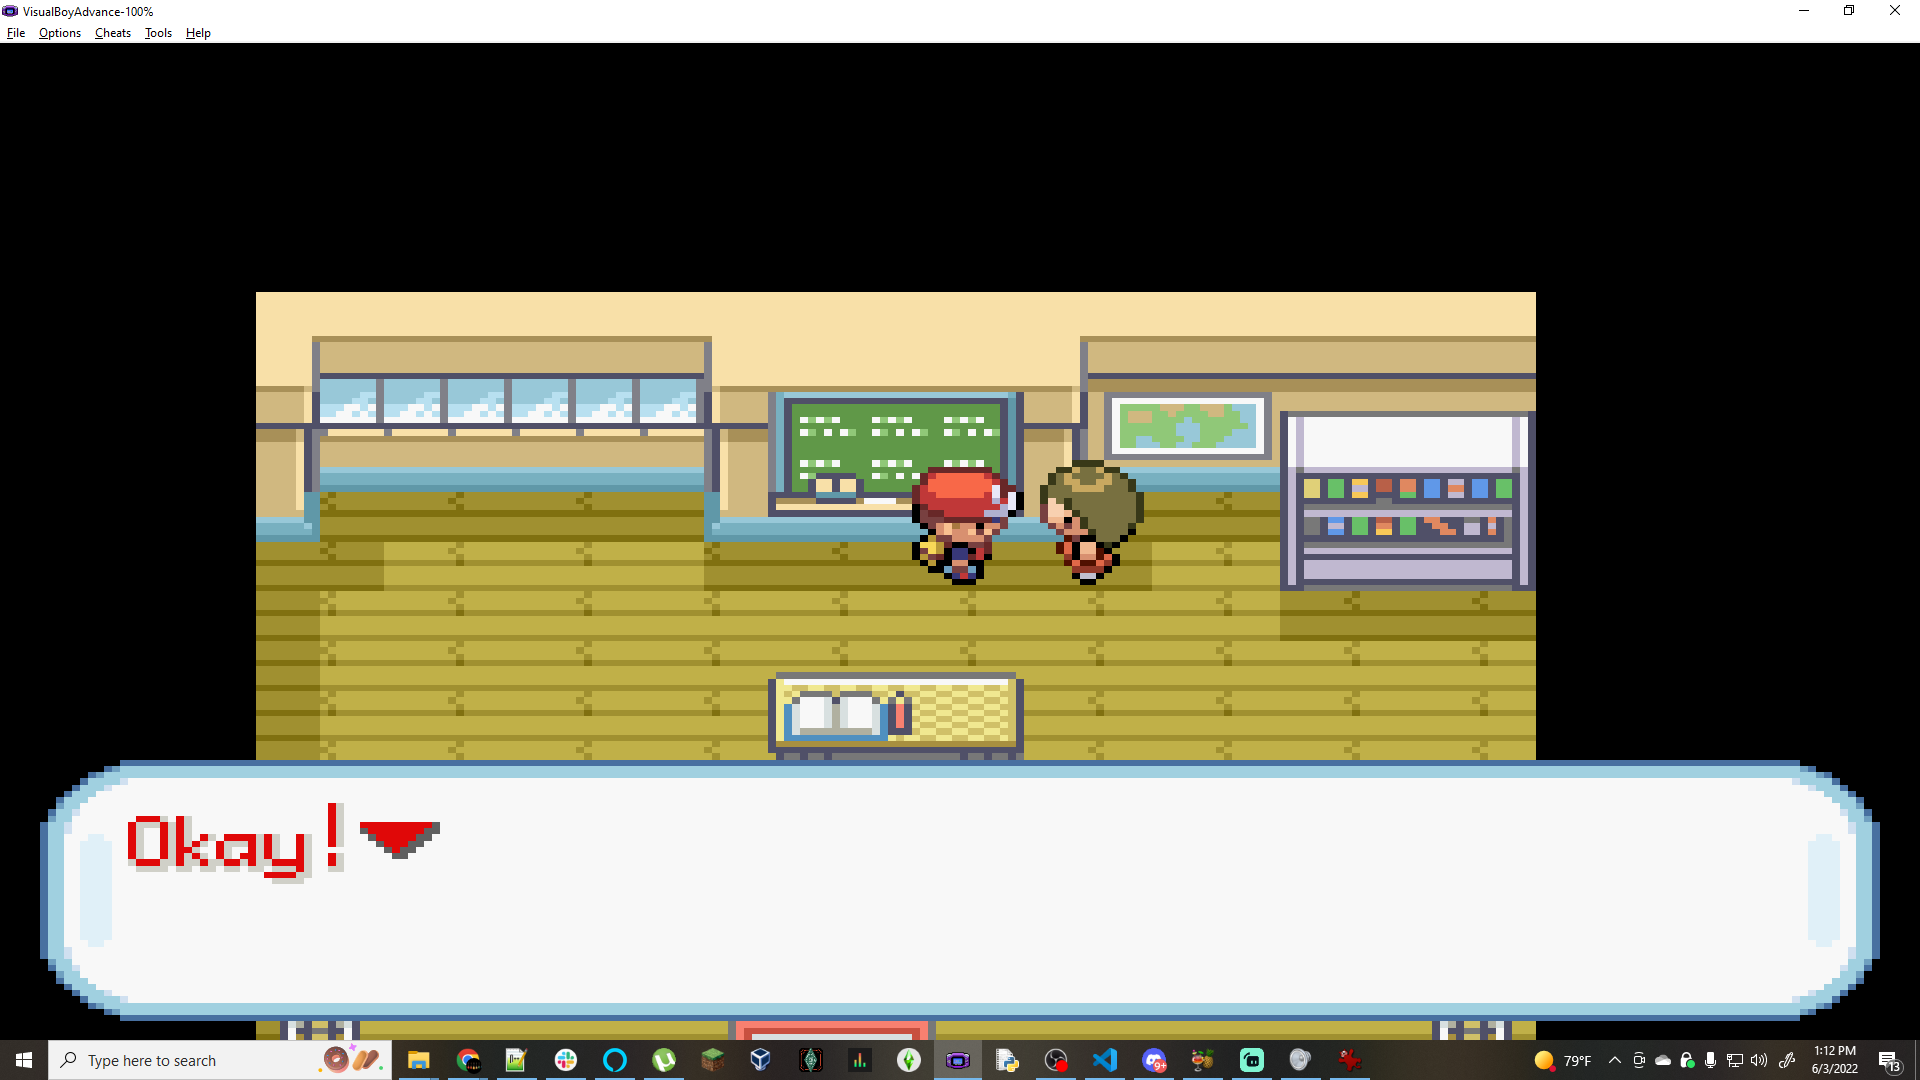 VisualBoyAdvance-100%
File Options Cheats Tools Help
Okay!
Type here to search
9+
79°F
1:12 PM
6/3/2022
13